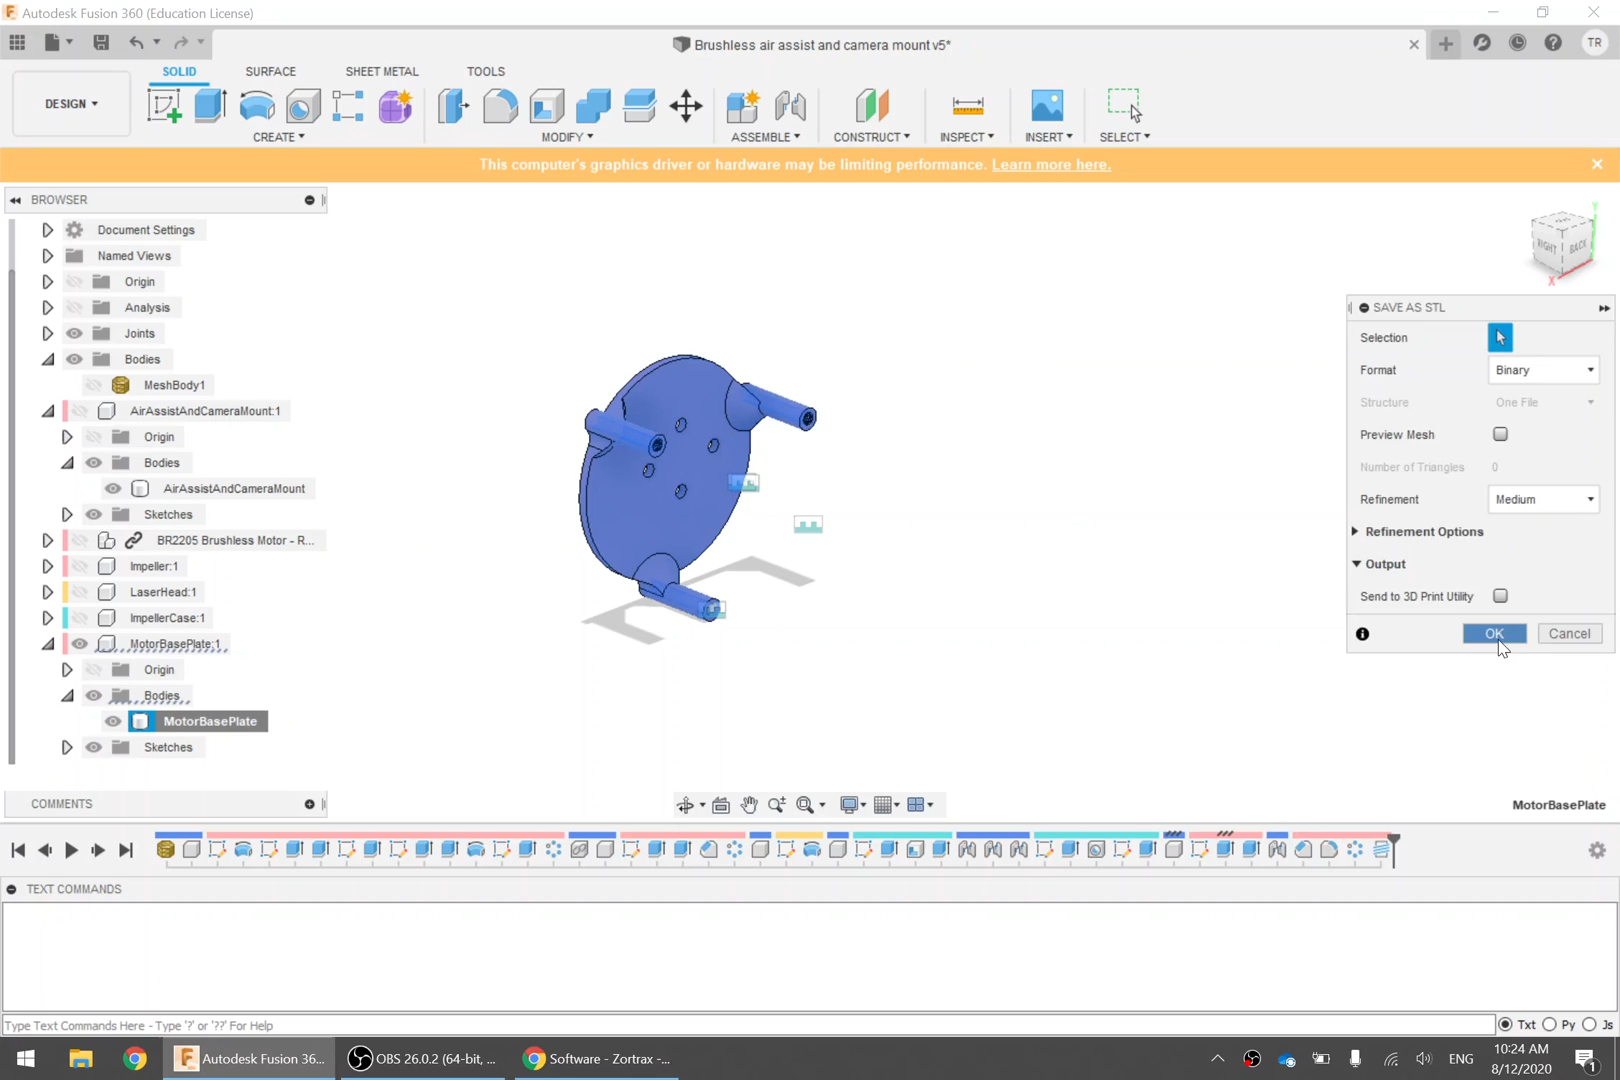 Autodesk Fusion 360 (Education License)
Brushless air assist and camera mount v5*
TR
DESIGN
SOLID
SURFACE
SHEET METAL
TOOLS
CREATE
MODIFY
ASSEMBLE
CONSTRUCT
INSPECT
INSERT
SELECT
This computer's graphics driver or hardware may be limiting performance. Learn more here.
BROWSER
Document Settings
Named Views
Origin
Analysis
Joints
Bodies
MeshBody1
AirAssistAndCameraMount:1
Origin
Bodies
AirAssistAndCameraMount
Sketches
BR2205 Brushless Motor - R...
Impeller:1
LaserHead:1
ImpellerCase:1
MotorBasePlate:1
Origin
Bodies
MotorBasePlate
Sketches
Y
RIGHT
BACK
X
SAVE AS STL
Selection
Format
Binary
Structure
One File
Preview Mesh
Number of Triangles
0
Refinement
Medium
Refinement Options
Output
Send to 3D Print Utility
OK
Cancel
COMMENTS
MotorBasePlate
TEXT COMMANDS
Type Text Commands Here - Type '?' or '??' For Help
Txt
Py
Js
Autodesk Fusion 36...
OBS 26.0.2 (64-bit, ...
Software - Zortrax -...
ENG
10:24 AM
8/12/2020
1